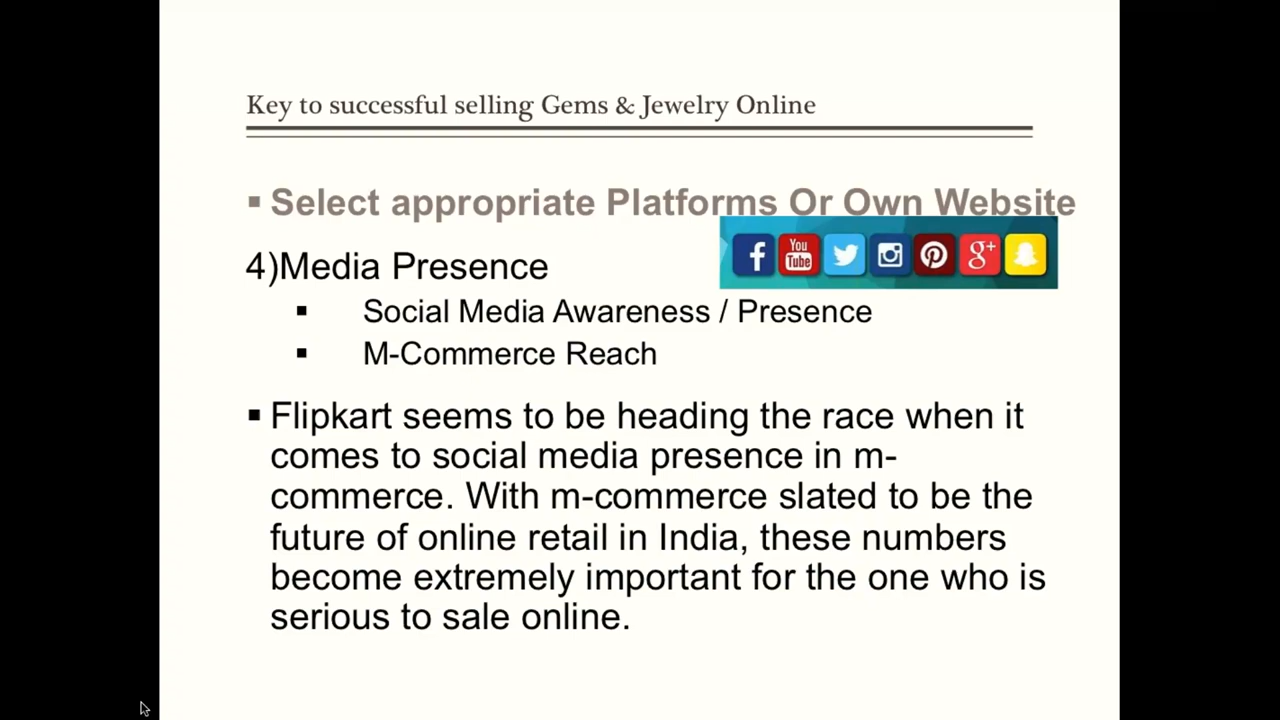 Key to successful selling Gems & Jewelry Online
▪ Select appropriate Platforms Or Own Website
4)Media Presence
f You Tube g+
▪ Social Media Awareness / Presence
▪ M-Commerce Reach
▪ Flipkart seems to be heading the race when it
comes to social media presence in m-
commerce. With m-commerce slated to be the
future of online retail in India, these numbers
become extremely important for the one who is
serious to sale online.